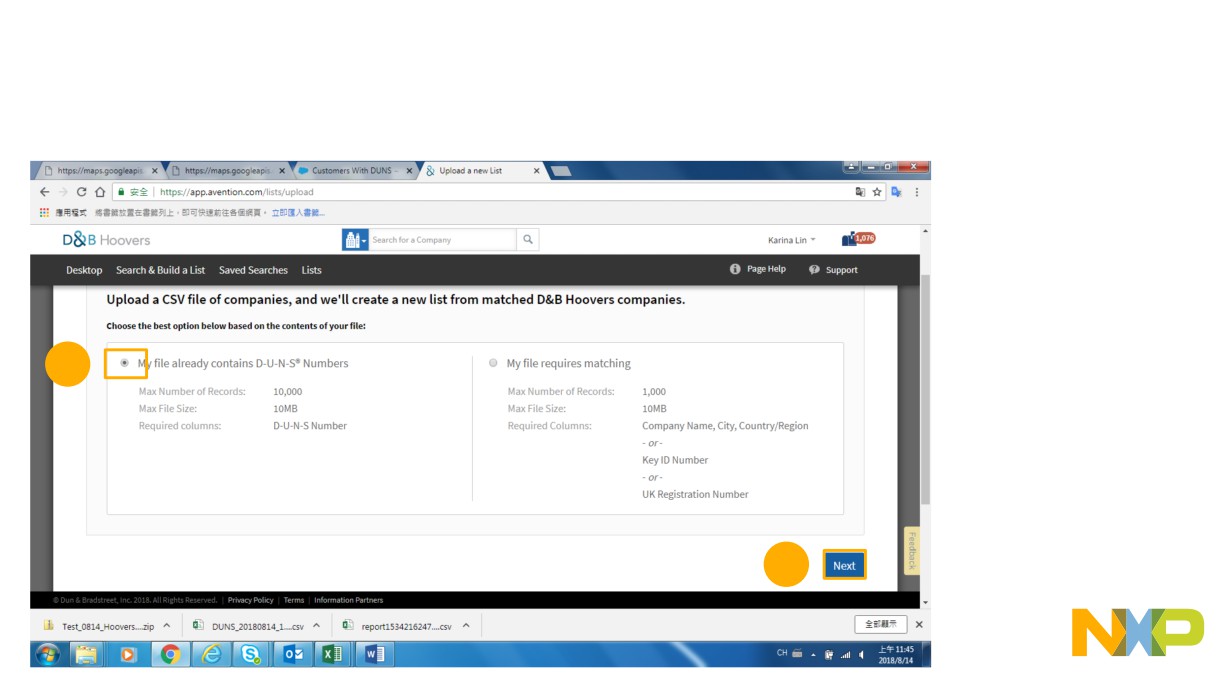 https://maps.googleapis
https://maps.googleapis
Customers With DUNS –
Upload a new List
安全 | https://app.avention.com/lists/upload
應用程式 將書籤放置在書籤列上，即可快速前往各個網頁。 立即匯入書籤...
D&B Hoovers
Search for a Company
Karina Lin
1,076
Desktop Search & Build a List Saved Searches Lists
Page Help Support
Upload a CSV file of companies, and we'll create a new list from matched D&B Hoovers companies.
Choose the best option below based on the contents of your file:
My file already contains D-U-N-S® Numbers
Max Number of Records: 10,000
Max File Size: 10MB
Required columns: D-U-N-S Number
My file requires matching
Max Number of Records: 1,000
Max File Size: 10MB
Required Columns: Company Name, City, Country/Region
- or -
Key ID Number
- or -
UK Registration Number
Feedback
Next
© Dun & Bradstreet, Inc. 2018. All Rights Reserved. | Privacy Policy | Terms | Information Partners
Test_0814_Hoovers....zip
DUNS_20180814_1....csv
report1534216247....csv
全部顯示
CH
上午 11:45
2018/8/14
NXP